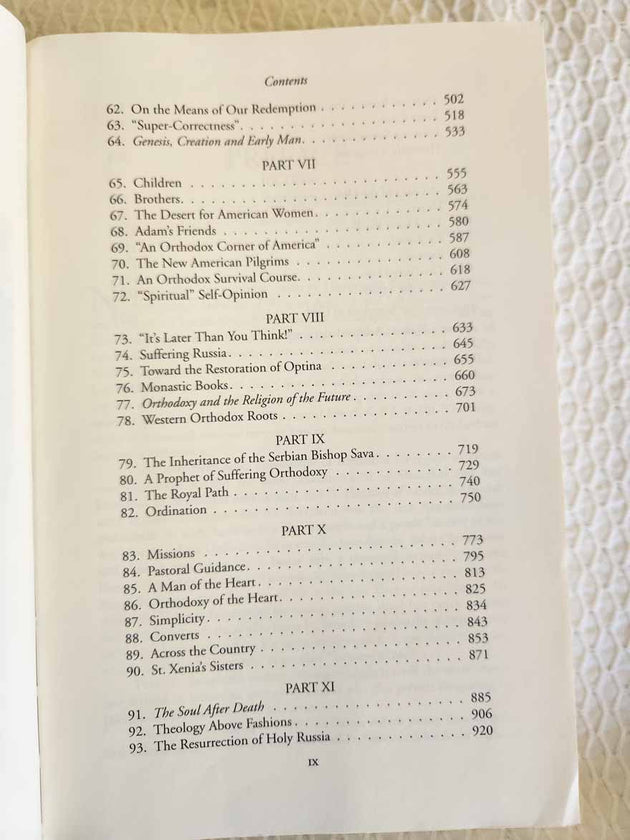 Contents
62. On the Means of Our Redemption . . . . . . . . . . 502
63. “Super-Correctness”. . . . . . . . . . . . . . . . . 518
64. Genesis, Creation and Early Man. . . . . . . . . . . . 533
PART VII
65. Children . . . . . . . . . . . . . . . . . . . . . . 555
66. Brothers. . . . . . . . . . . . . . . . . . . . . . . 563
67. The Desert for American Women. . . . . . . . . . . 574
68. Adam’s Friends . . . . . . . . . . . . . . . . . . . 580
69. “An Orthodox Corner of America” . . . . . . . . . . 587
70. The New American Pilgrims . . . . . . . . . . . . . 608
71. An Orthodox Survival Course. . . . . . . . . . . . . 618
72. “Spiritual” Self-Opinion . . . . . . . . . . . . . . . 627
PART VIII
73. “It’s Later Than You Think!” . . . . . . . . . . . . . 633
74. Suffering Russia. . . . . . . . . . . . . . . . . . . 645
75. Toward the Restoration of Optina . . . . . . . . . . 655
76. Monastic Books. . . . . . . . . . . . . . . . . . . 660
77. Orthodoxy and the Religion of the Future . . . . . . . . 673
78. Western Orthodox Roots . . . . . . . . . . . . . . 701
PART IX
79. The Inheritance of the Serbian Bishop Sava. . . . . . . 719
80. A Prophet of Suffering Orthodoxy . . . . . . . . . . 729
81. The Royal Path . . . . . . . . . . . . . . . . . . . 740
82. Ordination . . . . . . . . . . . . . . . . . . . . . 750
PART X
83. Missions . . . . . . . . . . . . . . . . . . . . . . 773
84. Pastoral Guidance. . . . . . . . . . . . . . . . . . 795
85. A Man of the Heart. . . . . . . . . . . . . . . . . 813
86. Orthodoxy of the Heart. . . . . . . . . . . . . . . 825
87. Simplicity. . . . . . . . . . . . . . . . . . . . . . 834
88. Converts . . . . . . . . . . . . . . . . . . . . . . 843
89. Across the Country . . . . . . . . . . . . . . . . . 853
90. St. Xenia’s Sisters . . . . . . . . . . . . . . . . . . 871
PART XI
91. The Soul After Death . . . . . . . . . . . . . . . . . 885
92. Theology Above Fashions. . . . . . . . . . . . . . . 906
93. The Resurrection of Holy Russia . . . . . . . . . . . 920
IX